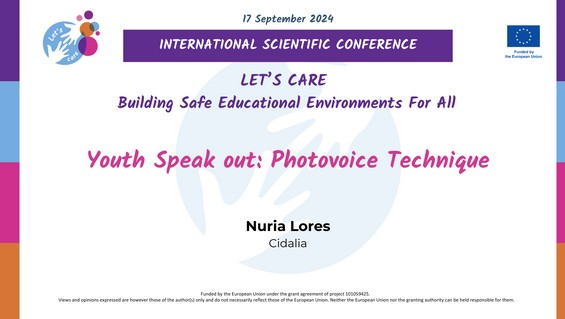 17 September 2024
Let's
Care
INTERNATIONAL SCIENTIFIC CONFERENCE
Funded by
the European Union
LET'S CARE
Building Safe Educational Environments For All
Youth Speak out: Photovoice Technique
Nuria Lores
Cidalia
Funded by the European Union under the grant agreement of project 101059425.
Views and opinions expressed are however those of the author(s) only and do not necessarily reflect those of the European Union. Neither the European Union nor the granting authority can be held responsible for them.